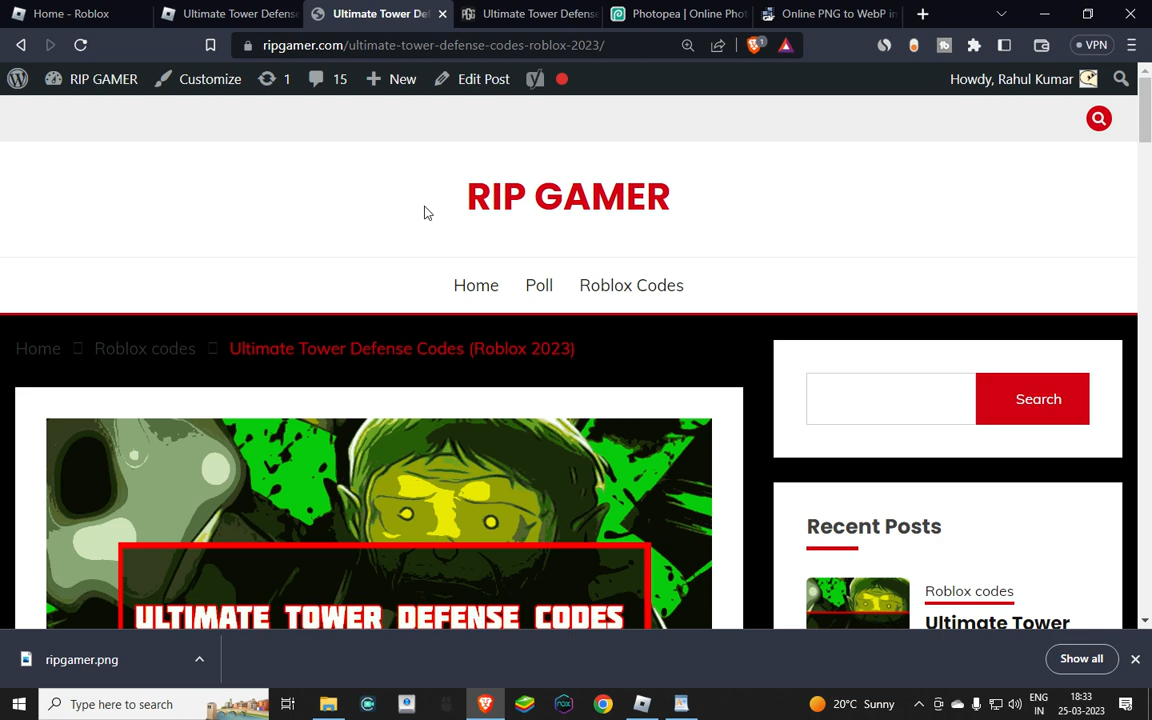 Home - Roblox
Ultimate Tower Defense
Ultimate Tower De
Ultimate Tower Defense
Photopea | Online Phot
Online PNG to WebP in
ripgamer.com/ultimate-tower-defense-codes-roblox-2023/
1
VPN
RIP GAMER
Customize
1
15
New
Edit Post
Howdy, Rahul Kumar
RIP GAMER
Home
Poll
Roblox Codes
Home
Roblox codes
Ultimate Tower Defense Codes (Roblox 2023)
Search
ULTIMATE TOWER DEFENSE CODES
Recent Posts
Roblox codes
Ultimate Tower
ripgamer.png
Show all
Type here to search
20°C Sunny
ENG
IN
18:33
25-03-2023